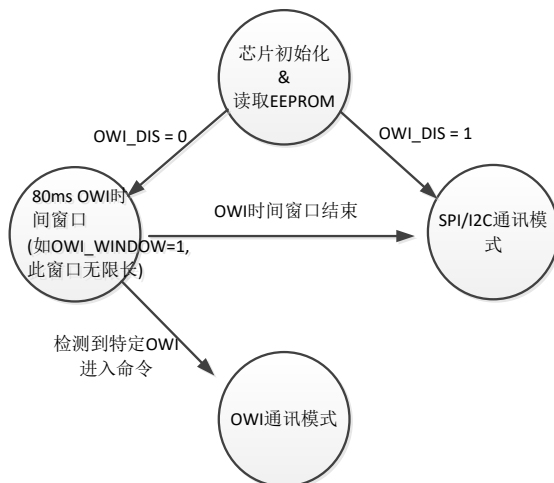 芯片初始化
&
读取EEPROM
OWI_DIS = 0
OWI_DIS = 1
80ms OWI时
间窗口
(如OWI_WINDOW=1,
此窗口无限长)
OWI时间窗口结束
SPI/I2C通讯模
式
检测到特定OWI
进入命令
OWI通讯模式